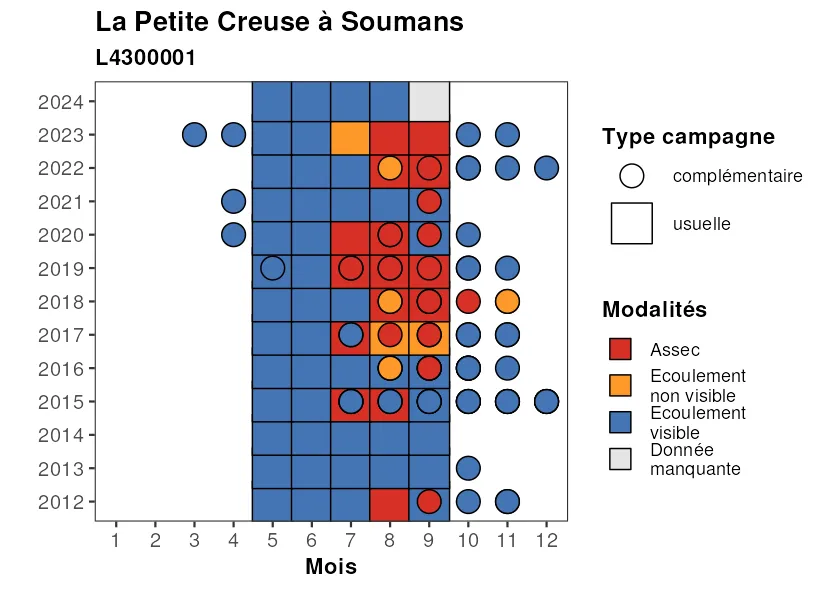 La Petite Creuse à Soumans
L4300001
2024
2023
2022
2021
2020
2019
2018
2017
2016
2015
2014
2013
2012
1 2 3 4 5 6 7 8 9 10 11 12
Mois
Type campagne
complémentaire
usuelle
Modalités
Assec
Ecoulement
non visible
Ecoulement
visible
Donnée
manquante